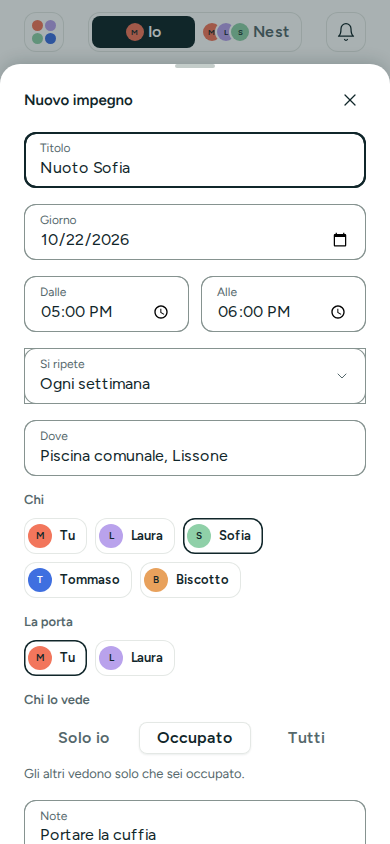 M Io M L S Nest
Nuovo impegno
Titolo
Nuoto Sofia
Giorno
10/22/2026
Dalle Alle
05:00 PM 06:00 PM
Si ripete
Ogni settimana
Dove
Piscina comunale, Lissone
Chi
M Tu L Laura S Sofia
T Tommaso B Biscotto
La porta
M Tu L Laura
Chi lo vede
Solo io Occupato Tutti
Gli altri vedono solo che sei occupato.
Note
Portare la cuffia